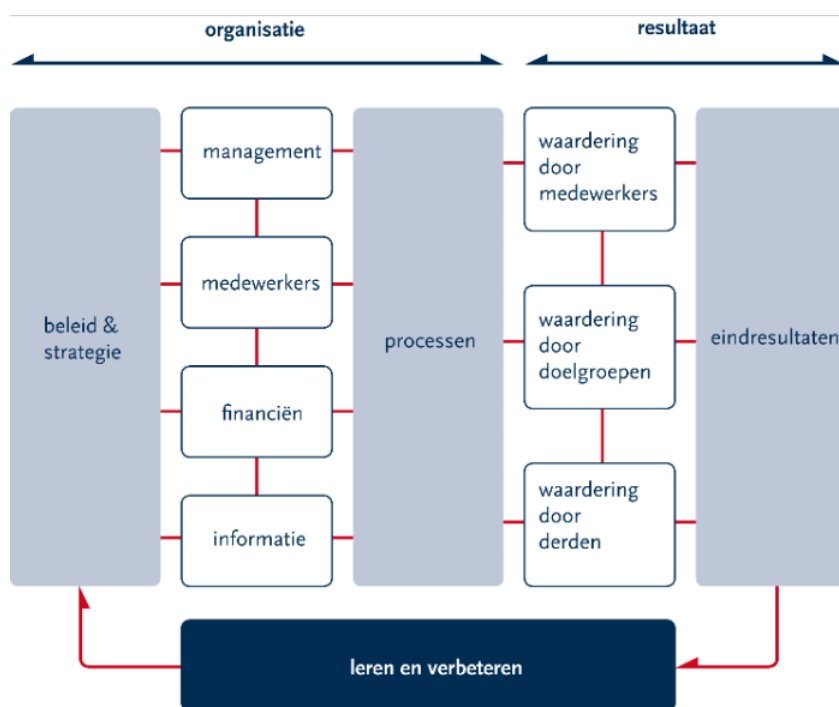 organisatie
resultaat
beleid &
strategie
management
medewerkers
financiën
informatie
processen
waardering
door
medewerkers
waardering
door
doelgroepen
waardering
door
derden
eindresultaten
leren en verbeteren